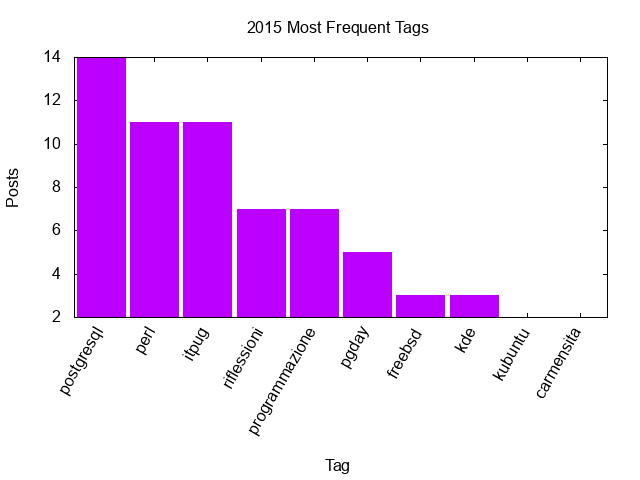 2015 Most Frequent Tags
14
12
10
8
6
4
2
Posts
postgresql
perl
itpug
riflessioni
programmazione
pgday
freebsd
kde
kubuntu
carmensita
Tag